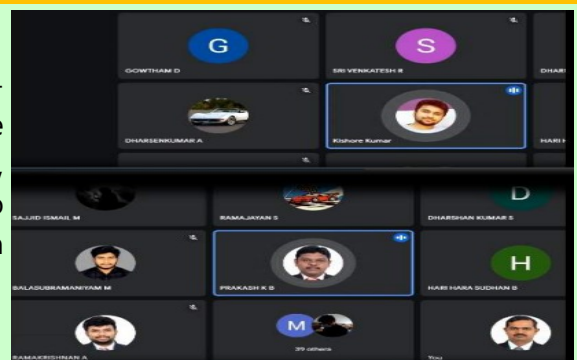 G
S
GOWTHAM D
SRI VENKATESH R
DHARSENKUMAR A
Kishore Kumar
D
SAJJID ISMAIL M
RAMAJAYAN S
DHARSHAN KUMAR S
H
BALASUBRAMANIYAM M
PRAKASH K B
HARI HARA SUDHAN B
M
RAMAKRISHNAN A
39 others
You